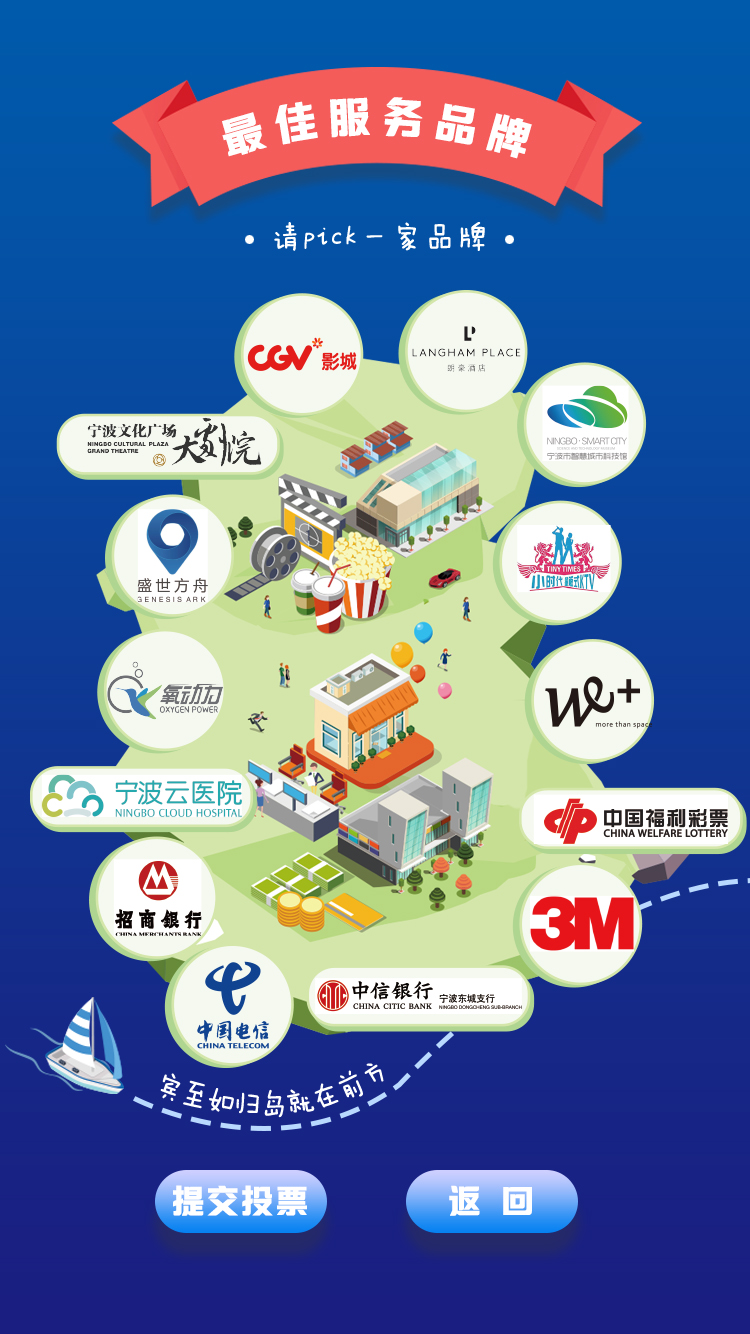 最佳服务品牌
·请pick一家品牌·
CGV影城
LANGHAM PLACE
朗豪酒店
宁波文化广场
NINGBO CULTURAL PLAZA
GRAND THEATRE
大剧院
NINGBO·SMART CITY
宁波市智慧城市科技馆
盛世方舟
GENESIS ARK
TINY TIMES
小时代 KTV
氧动力
OXYGEN POWER
We+
more than space
宁波云医院
NINGBO CLOUD HOSPITAL
中国福利彩票
CHINA WELFARE LOTTERY
招商银行
CHINA MERCHANTS BANK
3M
中国电信
CHINA TELECOM
中信银行
CHINA CITIC BANK
宁波东城支行
NINGBO DONGCHENG SUB-BRANCH
宾至如归岛就在前方
提交投票
返回